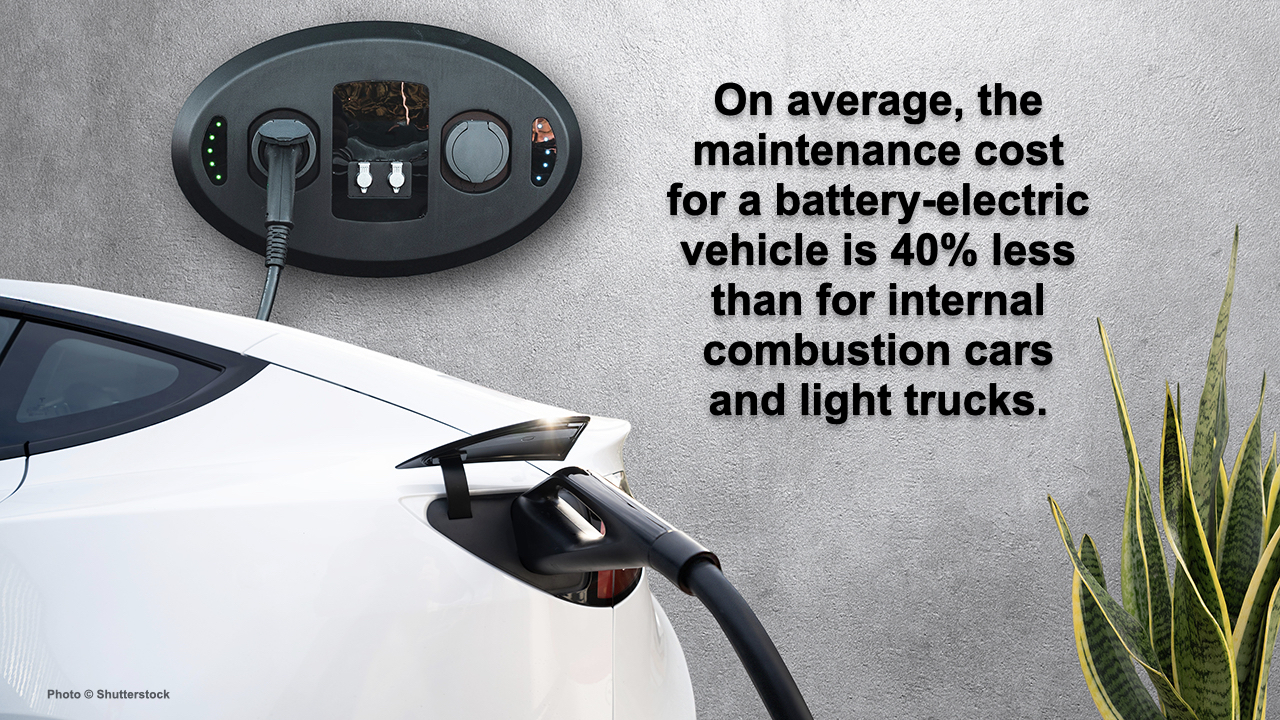 On average, the
maintenance cost
for a battery-electric
vehicle is 40% less
than for internal
combustion cars
and light trucks.
Photo © Shutterstock